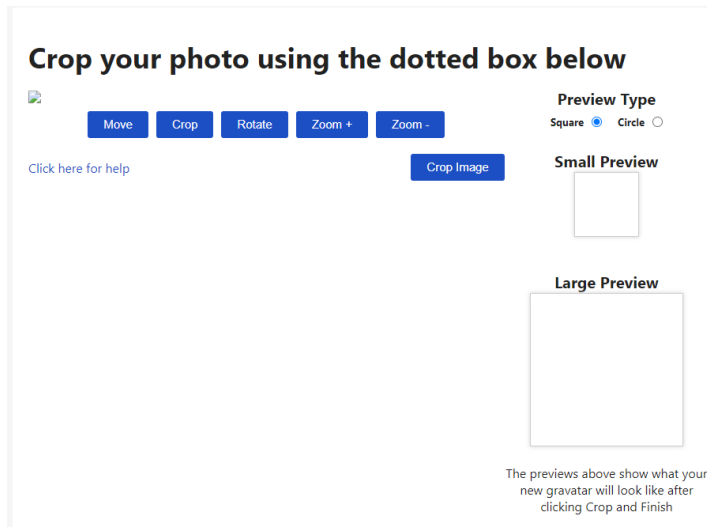 Crop your photo using the dotted box below
Move
Crop
Rotate
Zoom +
Zoom -
Click here for help
Crop Image
Preview Type
Square
Circle
Small Preview
Large Preview
The previews above show what your
new gravatar will look like after
clicking Crop and Finish